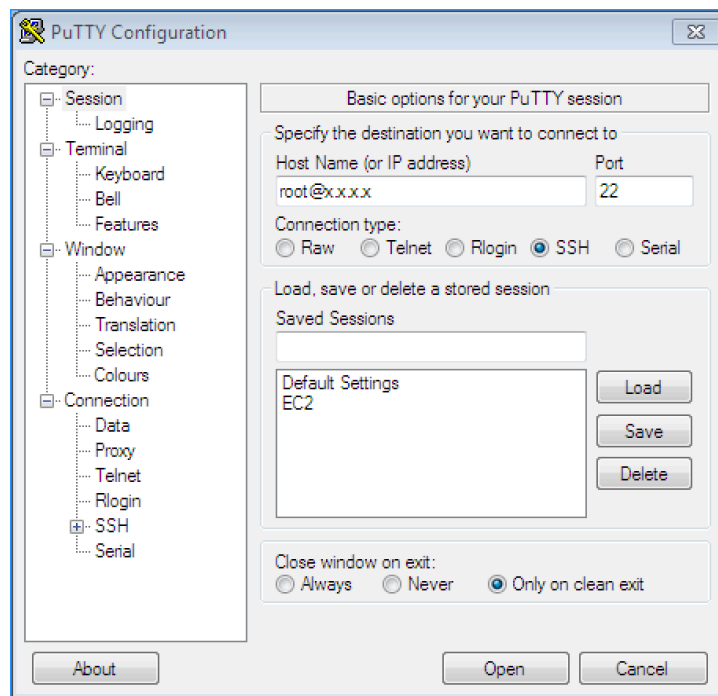 PuTTY Configuration
Category:
Session
Logging
Terminal
Keyboard
Bell
Features
Window
Appearance
Behaviour
Translation
Selection
Colours
Connection
Data
Proxy
Telnet
Rlogin
SSH
Serial
Basic options for your PuTTY session
Specify the destination you want to connect to
Host Name (or IP address) Port
root@x.x.x.x 22
Connection type:
Raw Telnet Rlogin SSH Serial
Load, save or delete a stored session
Saved Sessions
Default Settings
EC2
Load
Save
Delete
Close window on exit:
Always Never Only on clean exit
About Open Cancel